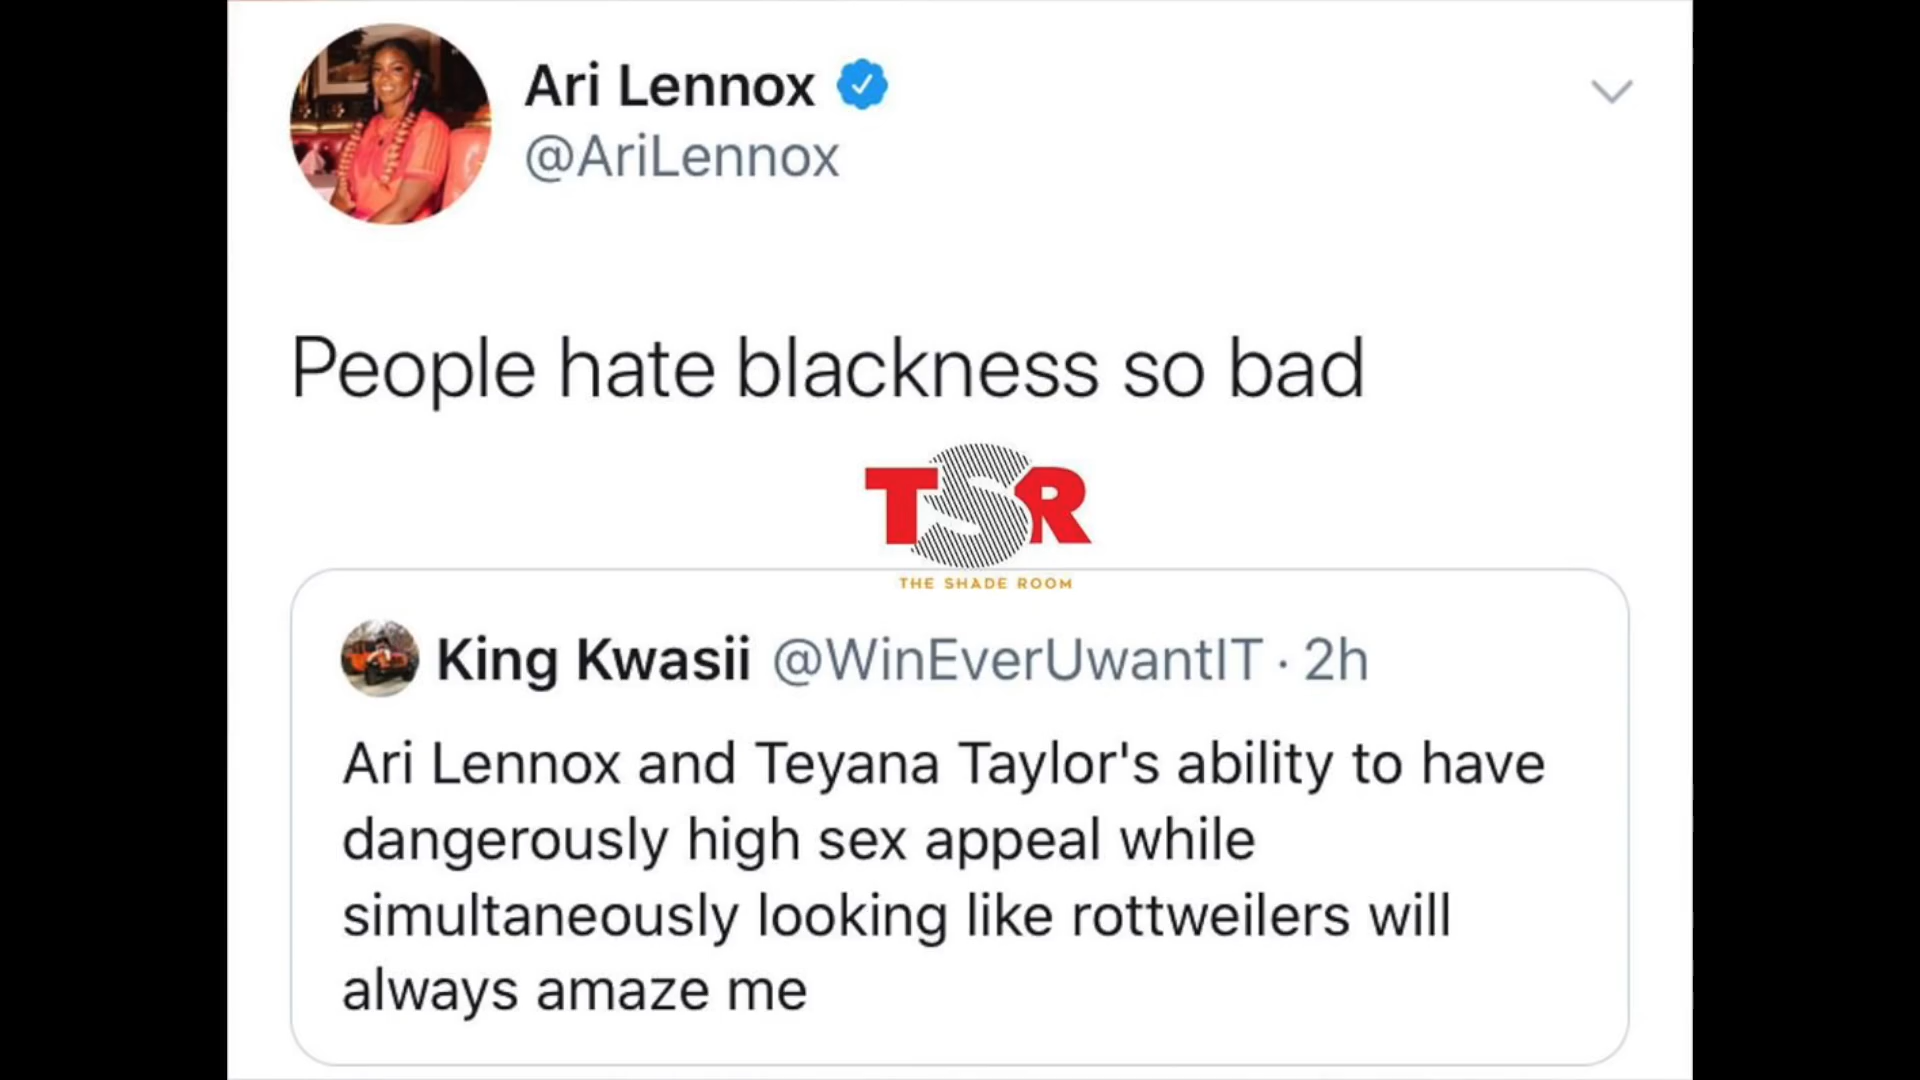 Ari Lennox
@AriLennox
People hate blackness so bad
TSR
THE SHADE ROOM
King Kwasii @WinEverUwantIT · 2h
Ari Lennox and Teyana Taylor's ability to have
dangerously high sex appeal while
simultaneously looking like rottweilers will
always amaze me